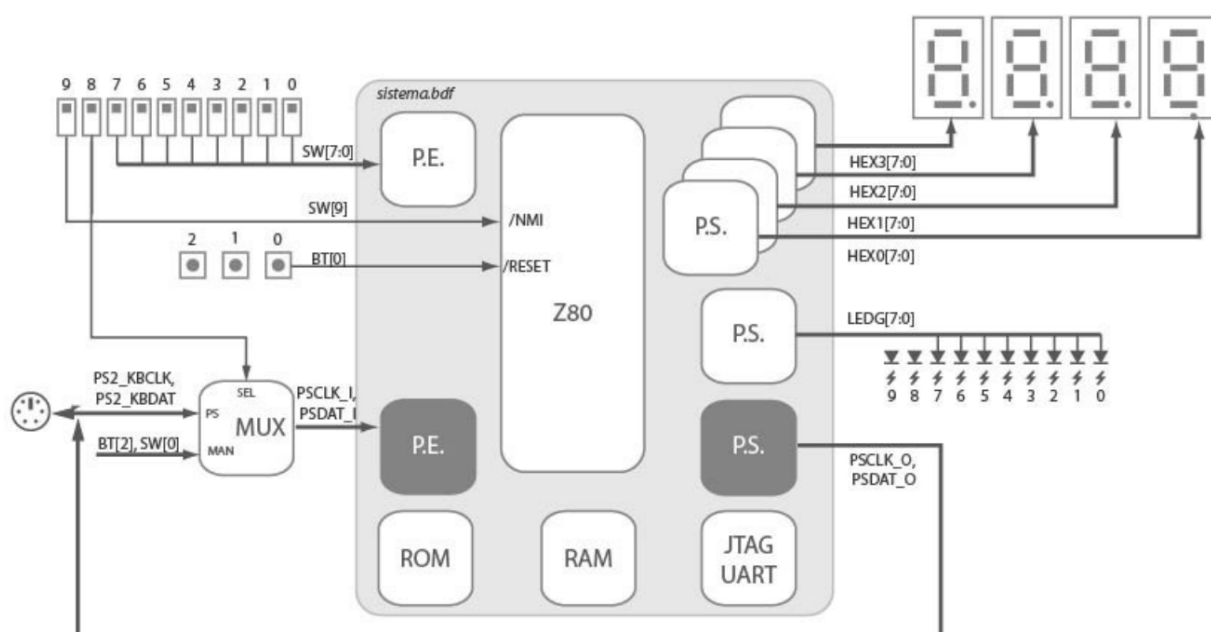 9 8 7 6 5 4 3 2 1 0
sistema.bdf
P.E.
SW[7:0]
SW[9]
/NMI
2 1 0
BT[0]
/RESET
Z80
P.S.
HEX3[7:0]
HEX2[7:0]
HEX1[7:0]
HEX0[7:0]
P.S.
LEDG[7:0]
9 8 7 6 5 4 3 2 1 0
PS2_KBCLK,
PS2_KBDAT
SEL
PS
MUX
MAN
BT[2], SW[0]
PSCLK_I,
PSDAT_I
P.E.
P.S.
PSCLK_O,
PSDAT_O
ROM
RAM
JTAG
UART